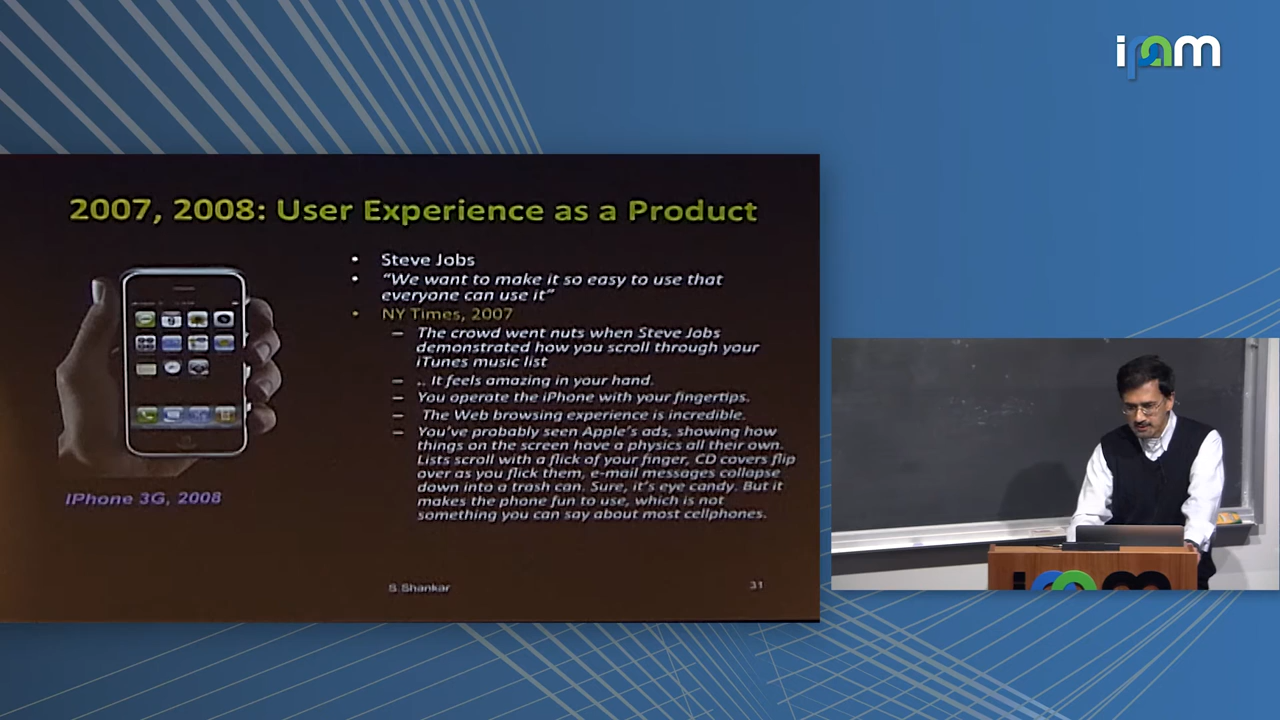 ipam
2007, 2008: User Experience as a Product
• Steve Jobs
• “We want to make it so easy to use that
everyone can use it”
• NY Times, 2007
– The crowd went nuts when Steve Jobs
demonstrated how you scroll through your
iTunes music list
– .. It feels amazing in your hand.
– You operate the iPhone with your fingertips.
– The Web browsing experience is incredible.
– You’ve probably seen Apple’s ads, showing how
things on the screen have a physics all their own.
Lists scroll with a flick of your finger, CD covers flip
over as you flick them, e-mail messages collapse
down into a trash can. Sure, it’s eye candy. But it
makes the phone fun to use, which is not
something you can say about most cellphones.
IPhone 3G, 2008
S.Shankar
31
ipam